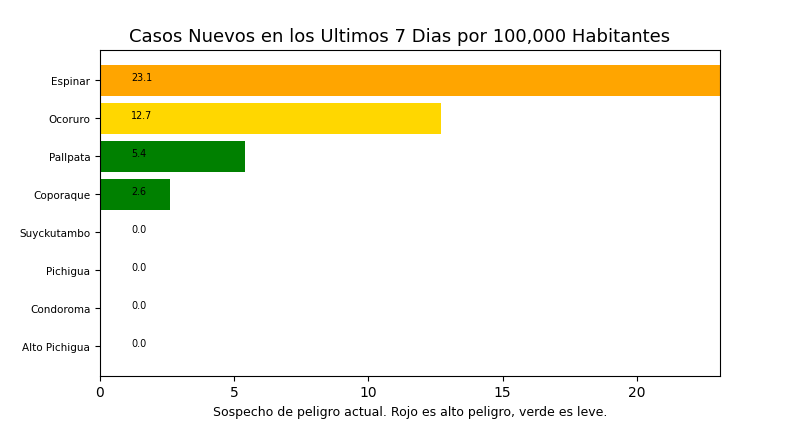 Casos Nuevos en los Ultimos 7 Dias por 100,000 Habitantes
Espinar 23.1
Ocoruro 12.7
Pallpata 5.4
Coporaque 2.6
Suyckutambo 0.0
Pichigua 0.0
Condoroma 0.0
Alto Pichigua 0.0
0 5 10 15 20
Sospecho de peligro actual. Rojo es alto peligro, verde es leve.